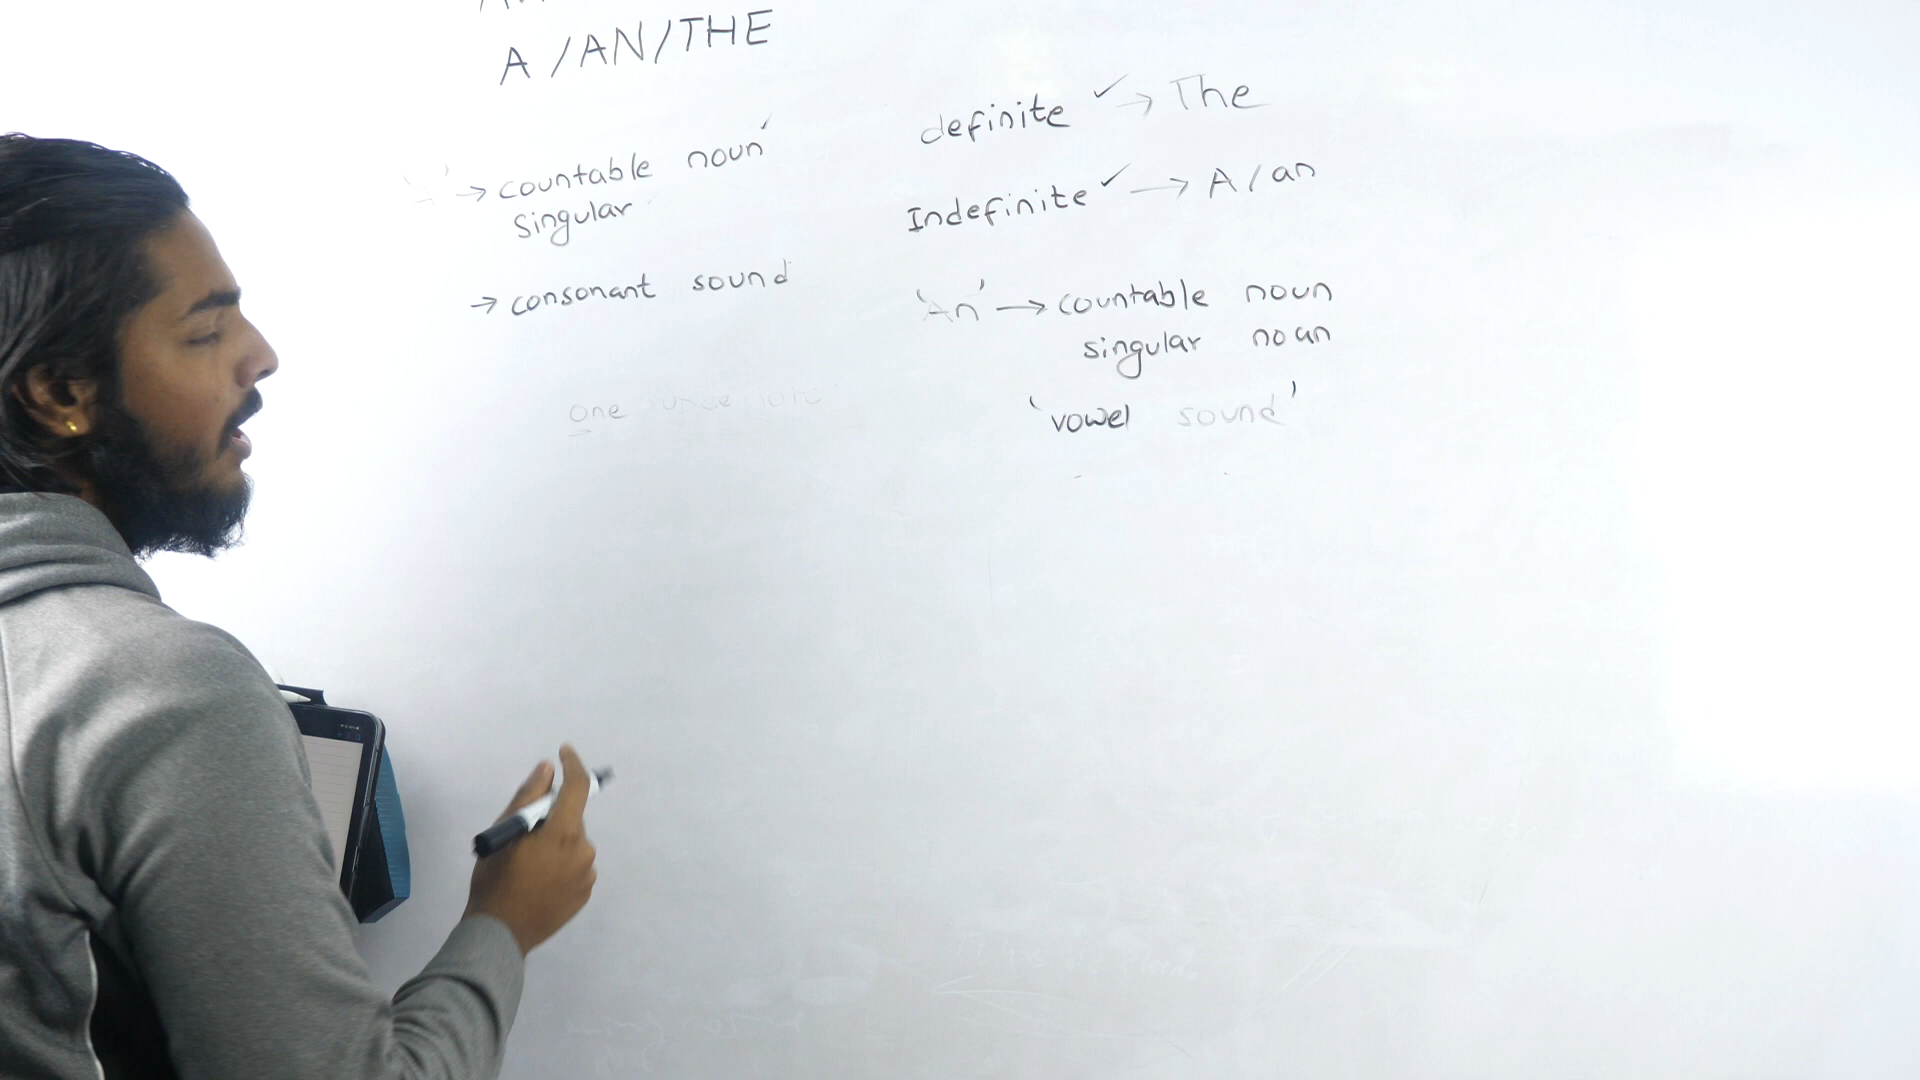 A /AN/THE
→ countable noun
singular
→ consonant sound
one
definite ✓ → The
Indefinite ✓ → A/an
'An' → countable noun
singular noun
'vowel sound'